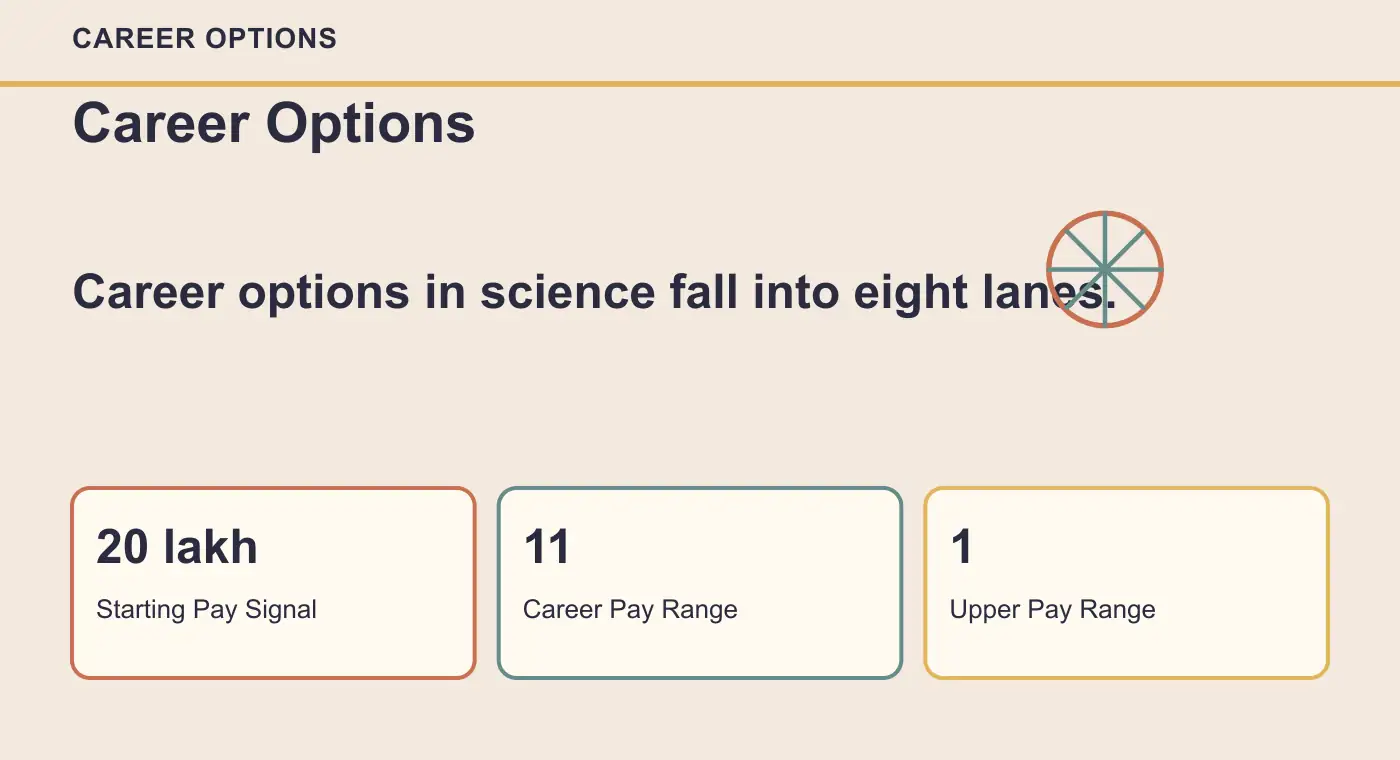 CAREER OPTIONS
Career Options
Career options in science fall into eight lanes.
20 lakh
Starting Pay Signal
11
Career Pay Range
1
Upper Pay Range